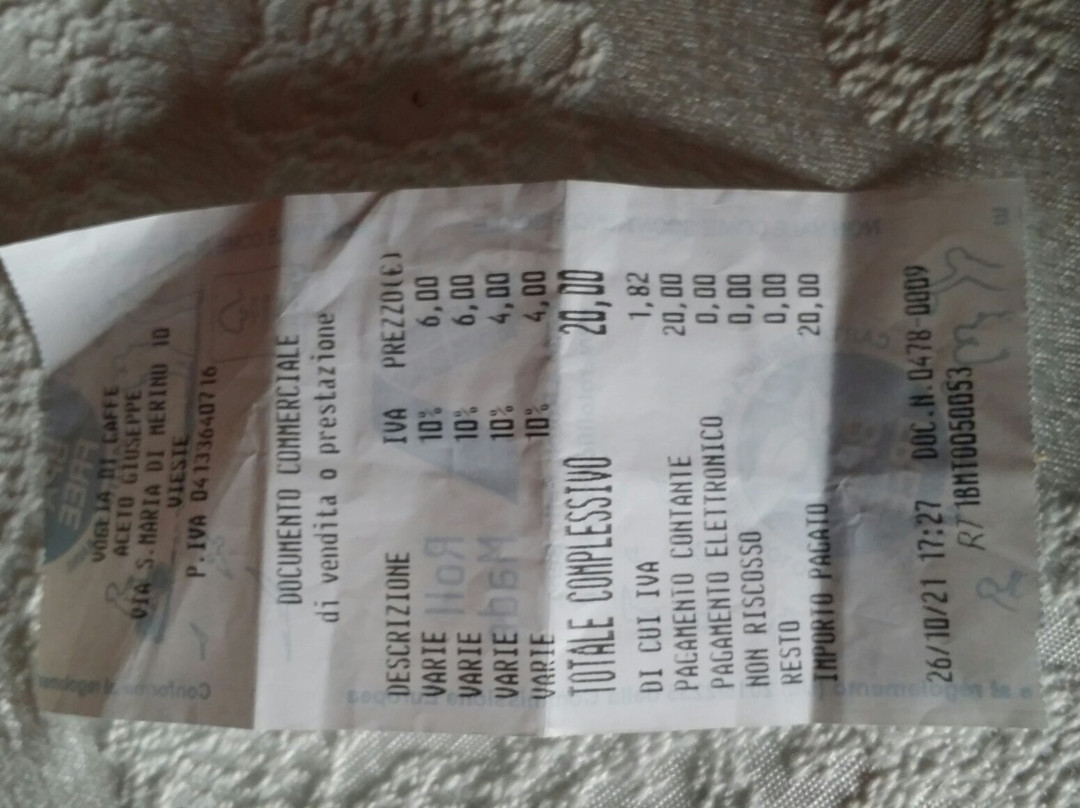 VOGLIA DI CAFFE
ACETO GIUSEPPE
VIA S.MARIA DI MERINO 10
VIESTE
P.IVA 04133640716
DOCUMENTO COMMERCIALE
di vendita o prestazione
DESCRIZIONE IVA PREZZO(€)
VARIE 10% 6,00
VARIE 10% 6,00
VARIE 10% 4,00
VARIE 10% 4,00
TOTALE COMPLESSIVO 20,00
DI CUI IVA 1,82
PAGAMENTO CONTANTE 20,00
PAGAMENTO ELETTRONICO 0,00
NON RISCOSSO 0,00
RESTO 0,00
IMPORTO PAGATO 20,00
26/10/21 17:27 DOC.N.0478-0009
RT 1BMTOO50053